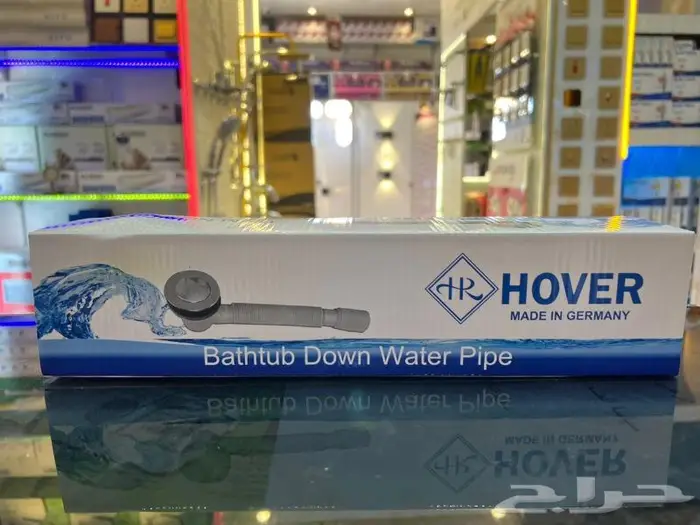 HR HOVER
MADE IN GERMANY
Bathtub Down Water Pipe
حراج